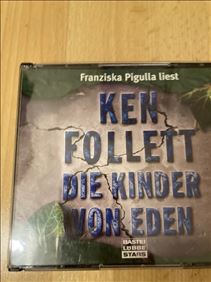 Franziska Pigulla liest
KEN
FOLLETT
DIE KINDER
VON EDEN
BASTEI
LÜBBE
STARS